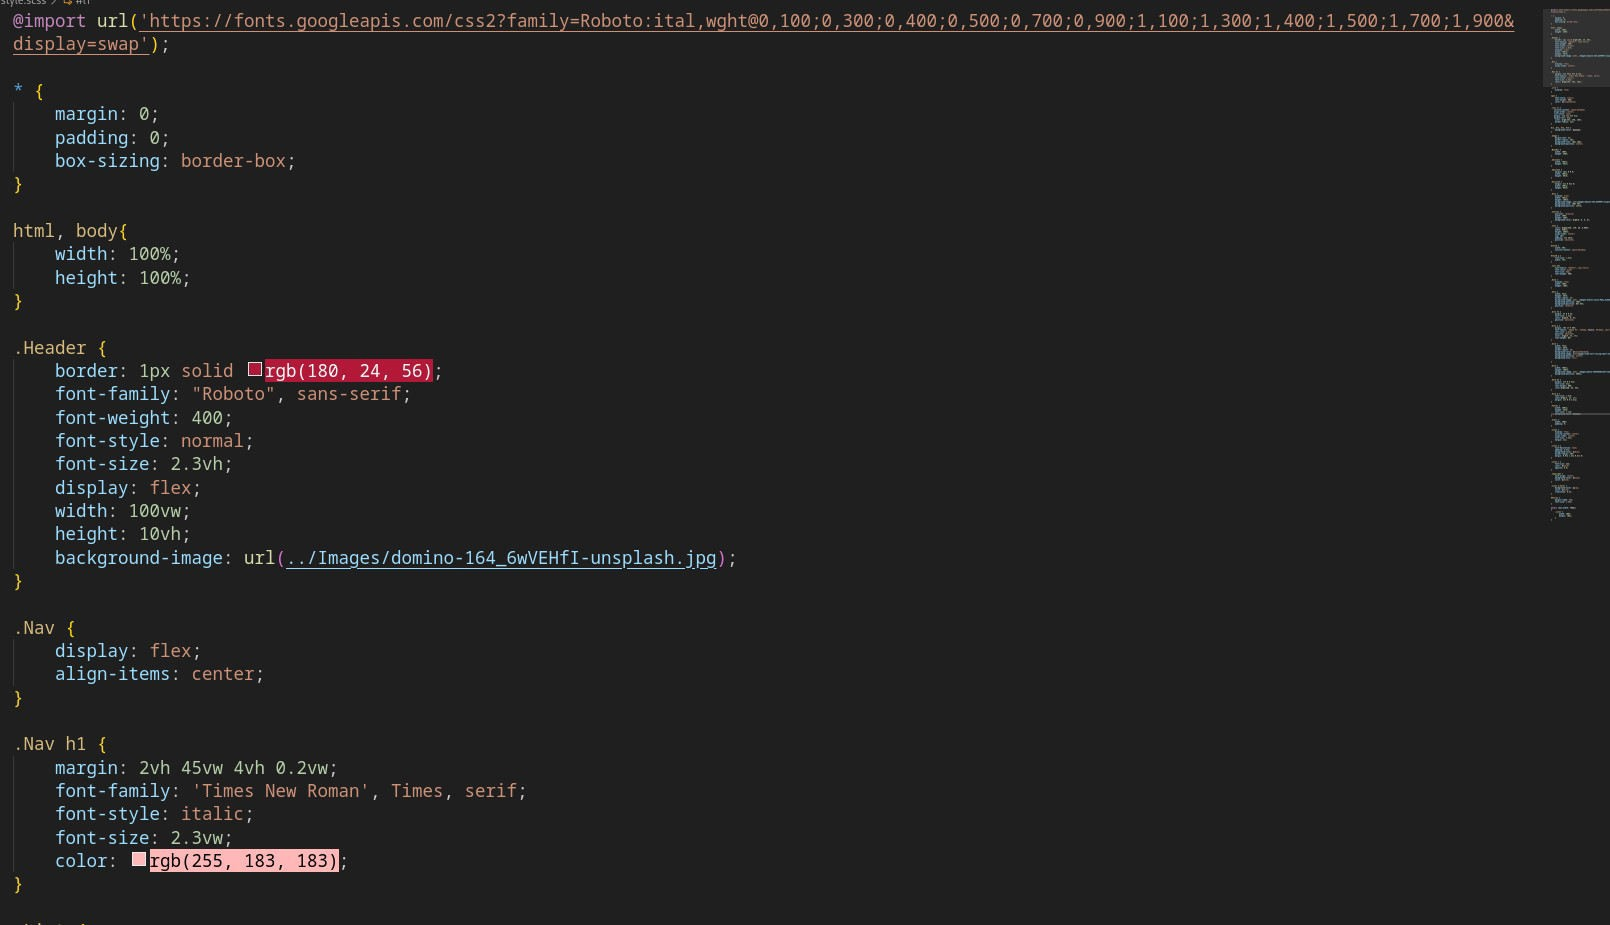 style.scss > #t1
@import url('https://fonts.googleapis.com/css2?family=Roboto:ital,wght@0,100;0,300;0,400;0,500;0,700;0,900;1,100;1,300;1,400;1,500;1,700;1,900&
display=swap');
* {
margin: 0;
padding: 0;
box-sizing: border-box;
}
html, body{
width: 100%;
height: 100%;
}
.Header {
border: 1px solid rgb(180, 24, 56);
font-family: "Roboto", sans-serif;
font-weight: 400;
font-style: normal;
font-size: 2.3vh;
display: flex;
width: 100vw;
height: 10vh;
background-image: url(../Images/domino-164_6wVEHfI-unsplash.jpg);
}
.Nav {
display: flex;
align-items: center;
}
.Nav h1 {
margin: 2vh 45vw 4vh 0.2vw;
font-family: 'Times New Roman', Times, serif;
font-style: italic;
font-size: 2.3vw;
color: rgb(255, 183, 183);
}